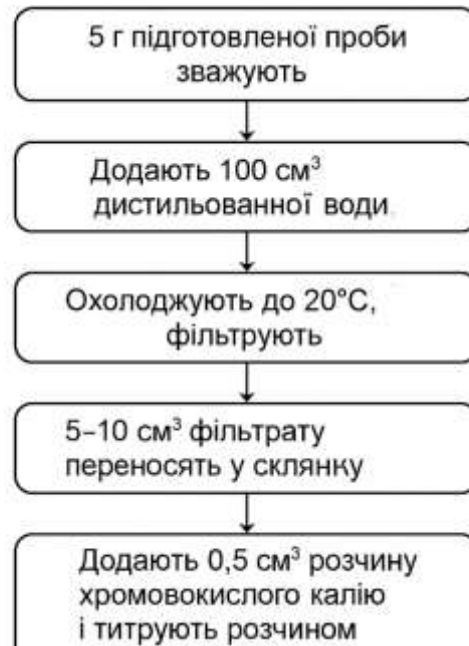 5 г підготовленої проби
зважують
Додають 100 см³
дистильованної води
Охолоджують до 20°С,
фільтрують
5–10 см³ фільтрату
переносять у склянку
Додають 0,5 см³ розчину
хромовокислого калію
і титрують розчином